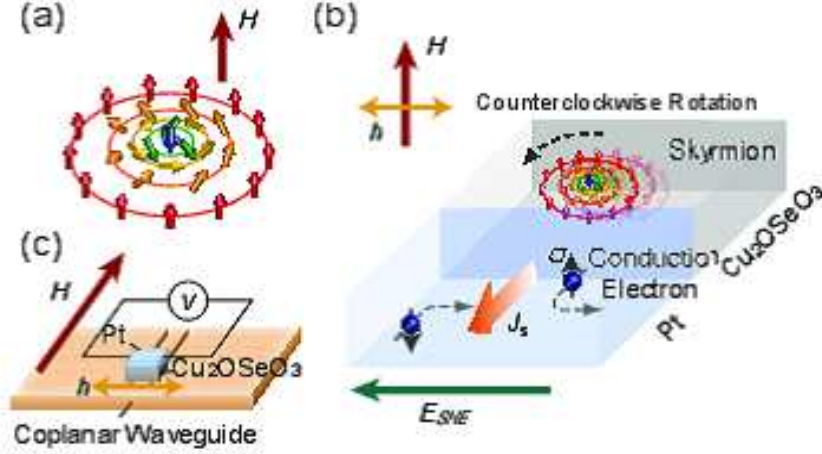 (a)
H
(b)
H
h
Counterclockwise Rotation
Skyrmion
Cu2OSeO3
σ
Conduction
Electron
Js
Pt
ESHE
(c)
H
V
Pt
Cu2OSeO3
h
Coplanar Waveguide